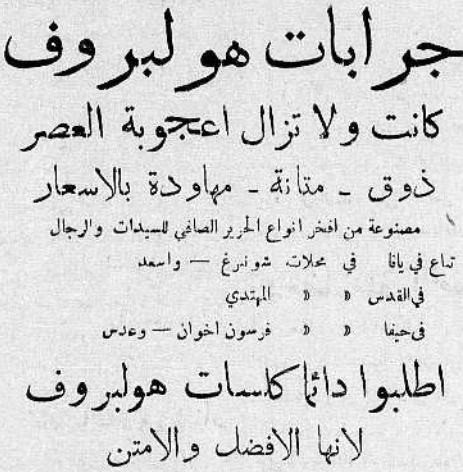 جرابات هولبروف
كانت ولا تزال اعجوبة العصر
ذوق - متانة - مهاودة بالاسعار
مصنوعة من افخر انواع الحرير الصافي للسيدات والرجال
تباع في يافا في محلات شونبرغ — واسعد
في القدس » » المهتدي
في حيفا » » فرسون اخوان — وعدس
اطلبوا دائما كلسات هولبروف
لانها الافضل والامتن